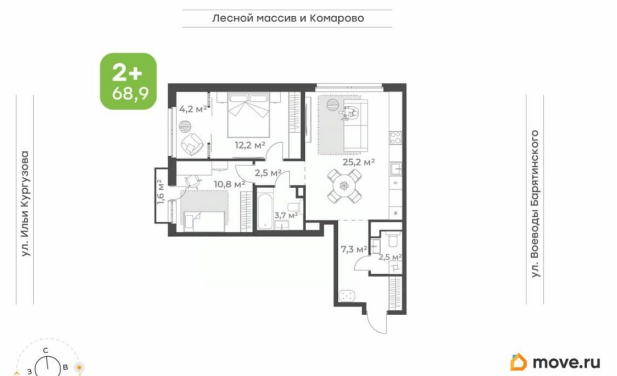 Лесной массив и Комарово
2+
68,9
4,2 м²
12,2 м²
25,2 м²
2,5 м²
10,8 м²
1,6 м²
3,7 м²
7,3 м²
2,5 м²
ул. Ильи Кургузова
ул. Воеводы Барятинского
С
З
В
move.ru